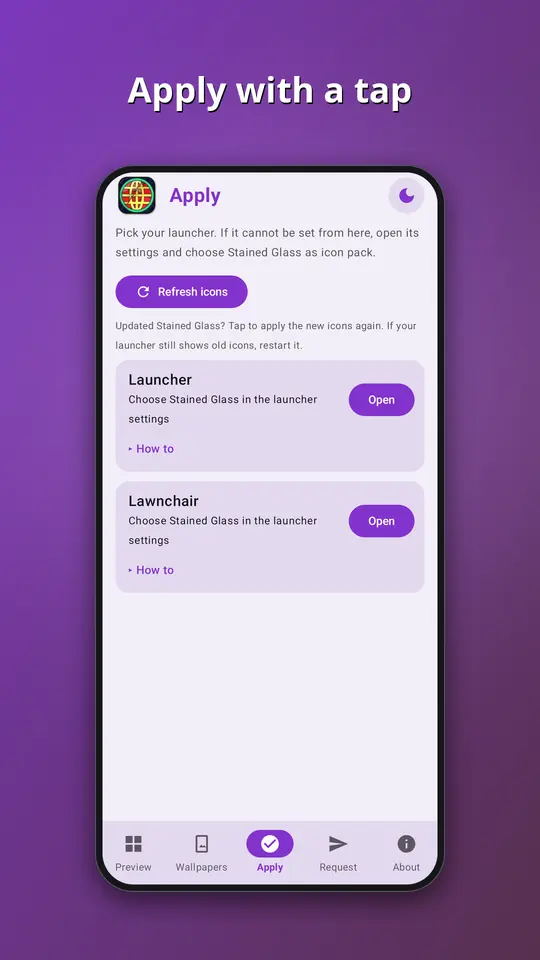 Apply with a tap
Apply
Pick your launcher. If it cannot be set from here, open its
settings and choose Stained Glass as icon pack.
Refresh icons
Updated Stained Glass? Tap to apply the new icons again. If your
launcher still shows old icons, restart it.
Launcher
Choose Stained Glass in the launcher
settings
Open
▸ How to
Lawnchair
Choose Stained Glass in the launcher
settings
Open
▸ How to
Preview
Wallpapers
Apply
Request
About